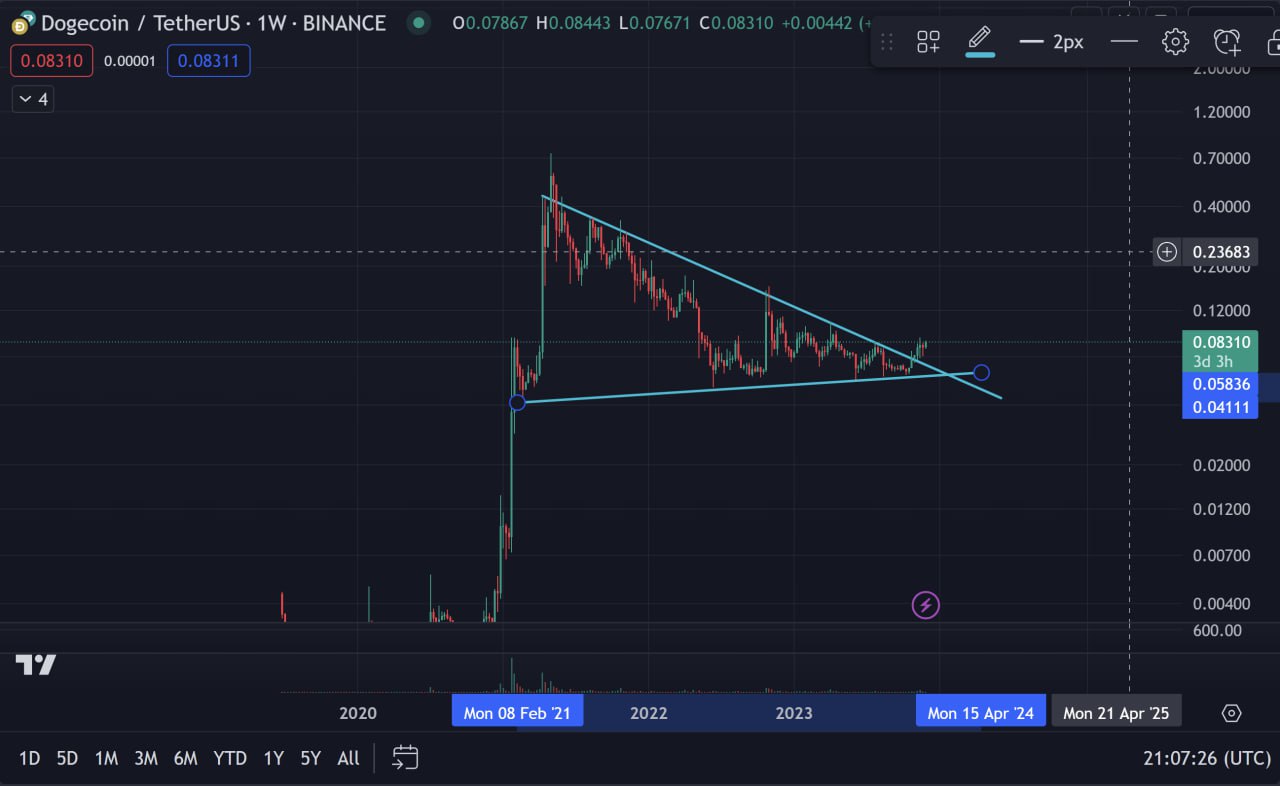 Dogecoin / TetherUS · 1W · BINANCE O0.07867 H0.08443 L0.07671 C0.08310 +0.00442 (+
2px
0.08310 0.00001 0.08311
4
2.00000
1.20000
0.70000
0.40000
0.23683
0.20000
0.12000
0.08310
3d 3h
0.05836
0.04111
0.02000
0.01200
0.00700
0.00400
600.00
2020 Mon 08 Feb '21 2022 2023 Mon 15 Apr '24 Mon 21 Apr '25
1D 5D 1M 3M 6M YTD 1Y 5Y All 21:07:26 (UTC)